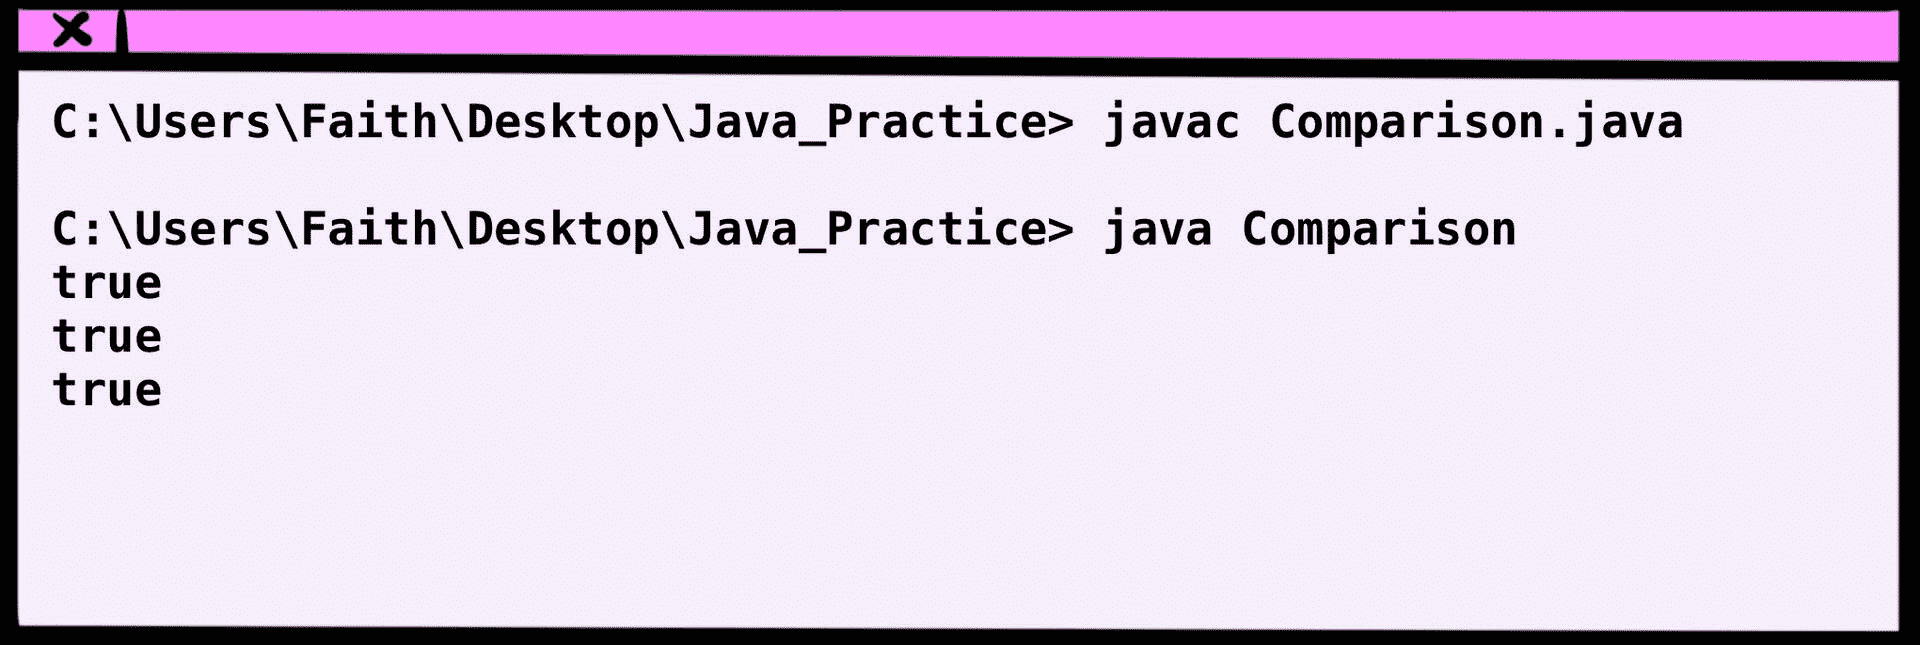 C:\Users\Faith\Desktop\Java_Practice> javac Comparison.java
C:\Users\Faith\Desktop\Java_Practice> java Comparison
true
true
true